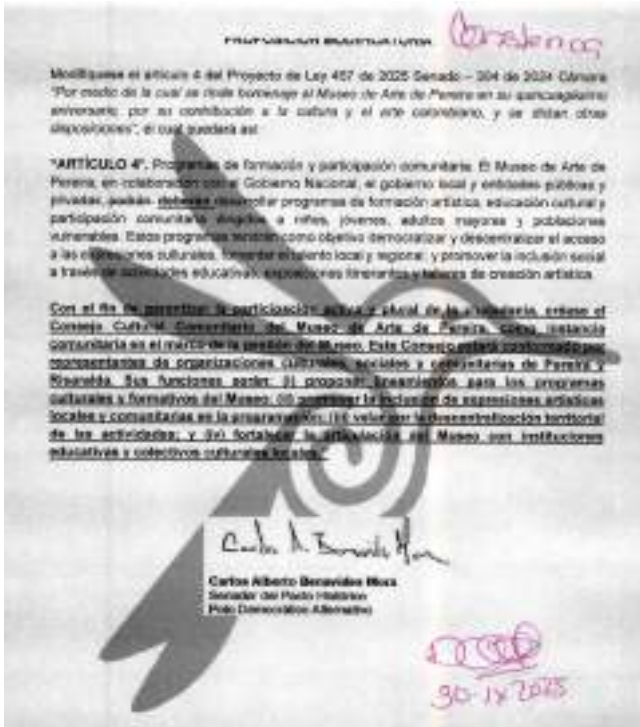 PROPOSICIÓN MODIFICATORIA
Constancia
Modifíquese el artículo 4 del Proyecto de Ley 457 de 2025 Senado – 304 de 2024 Cámara
"Por medio de la cual se rinde homenaje al Museo de Arte de Pereira en su quincuagésimo
aniversario, por su contribución a la cultura y el arte colombiano, y se dictan otras
disposiciones", el cual quedará así:
"ARTÍCULO 4°. Programas de formación y participación comunitaria. El Museo de Arte de
Pereira, en colaboración con el Gobierno Nacional, el gobierno local y entidades públicas y
privadas, podrán deberán desarrollar programas de formación artística, educación cultural y
participación comunitaria dirigidos a niños, jóvenes, adultos mayores y poblaciones
vulnerables. Estos programas tendrán como objetivo democratizar y descentralizar el acceso
a las expresiones culturales, fomentar el talento local y regional, y promover la inclusión social
a través de actividades educativas, exposiciones itinerantes y talleres de creación artística.
Con el fin de garantizar la participación activa y plural de la ciudadanía, créase el
Consejo Cultural Comunitario del Museo de Arte de Pereira, como instancia
comunitaria en el marco de la gestión del Museo. Este Consejo estará conformado por
representantes de organizaciones culturales, sociales y comunitarias de Pereira y
Risaralda. Sus funciones serán: (i) proponer lineamientos para los programas
culturales y formativos del Museo; (ii) promover la inclusión de expresiones artísticas
locales y comunitarias en la programación; (iii) velar por la descentralización territorial
de las actividades; y (iv) fortalecer la articulación del Museo con instituciones
educativas y colectivos culturales locales."
Carlos Alberto Benavides Mora
Senador del Pacto Histórico
Polo Democrático Alternativo
30-IX 2025